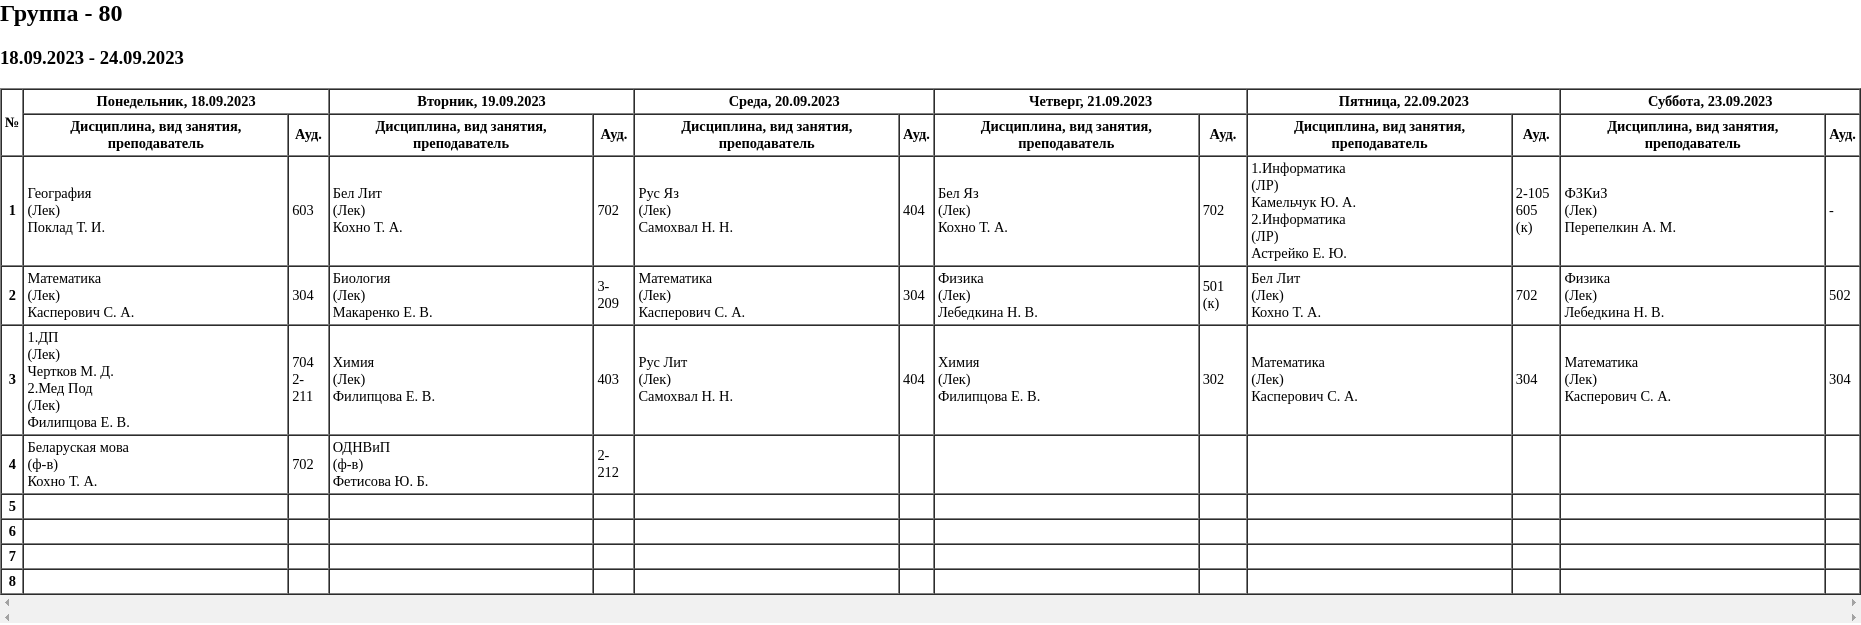 Группа - 80
18.09.2023 - 24.09.2023
№
Понедельник, 18.09.2023
Вторник, 19.09.2023
Среда, 20.09.2023
Четверг, 21.09.2023
Пятница, 22.09.2023
Суббота, 23.09.2023
Дисциплина, вид занятия,
преподаватель
Ауд.
Дисциплина, вид занятия,
преподаватель
Ауд.
Дисциплина, вид занятия,
преподаватель
Ауд.
Дисциплина, вид занятия,
преподаватель
Ауд.
Дисциплина, вид занятия,
преподаватель
Ауд.
Дисциплина, вид занятия,
преподаватель
Ауд.
1
География
(Лек)
Поклад Т. И.
603
Бел Лит
(Лек)
Кохно Т. А.
702
Рус Яз
(Лек)
Самохвал Н. Н.
404
Бел Яз
(Лек)
Кохно Т. А.
702
1.Информатика
(ЛР)
Камельчук Ю. А.
2.Информатика
(ЛР)
Астрейко Е. Ю.
2-105
605
(к)
ФЗКиЗ
(Лек)
Перепелкин А. М.
-
2
Математика
(Лек)
Касперович С. А.
304
Биология
(Лек)
Макаренко Е. В.
3-
209
Математика
(Лек)
Касперович С. А.
304
Физика
(Лек)
Лебедкина Н. В.
501
(к)
Бел Лит
(Лек)
Кохно Т. А.
702
Физика
(Лек)
Лебедкина Н. В.
502
3
1.ДП
(Лек)
Чертков М. Д.
2.Мед Под
(Лек)
Филипцова Е. В.
704
2-
211
Химия
(Лек)
Филипцова Е. В.
403
Рус Лит
(Лек)
Самохвал Н. Н.
404
Химия
(Лек)
Филипцова Е. В.
302
Математика
(Лек)
Касперович С. А.
304
Математика
(Лек)
Касперович С. А.
304
4
Беларуская мова
(ф-в)
Кохно Т. А.
702
ОДНВиП
(ф-в)
Фетисова Ю. Б.
2-
212
5
6
7
8